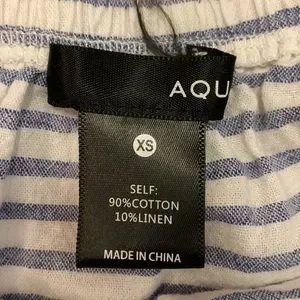 AQU
XS
SELF:
90%COTTON
10%LINEN
MADE IN CHINA